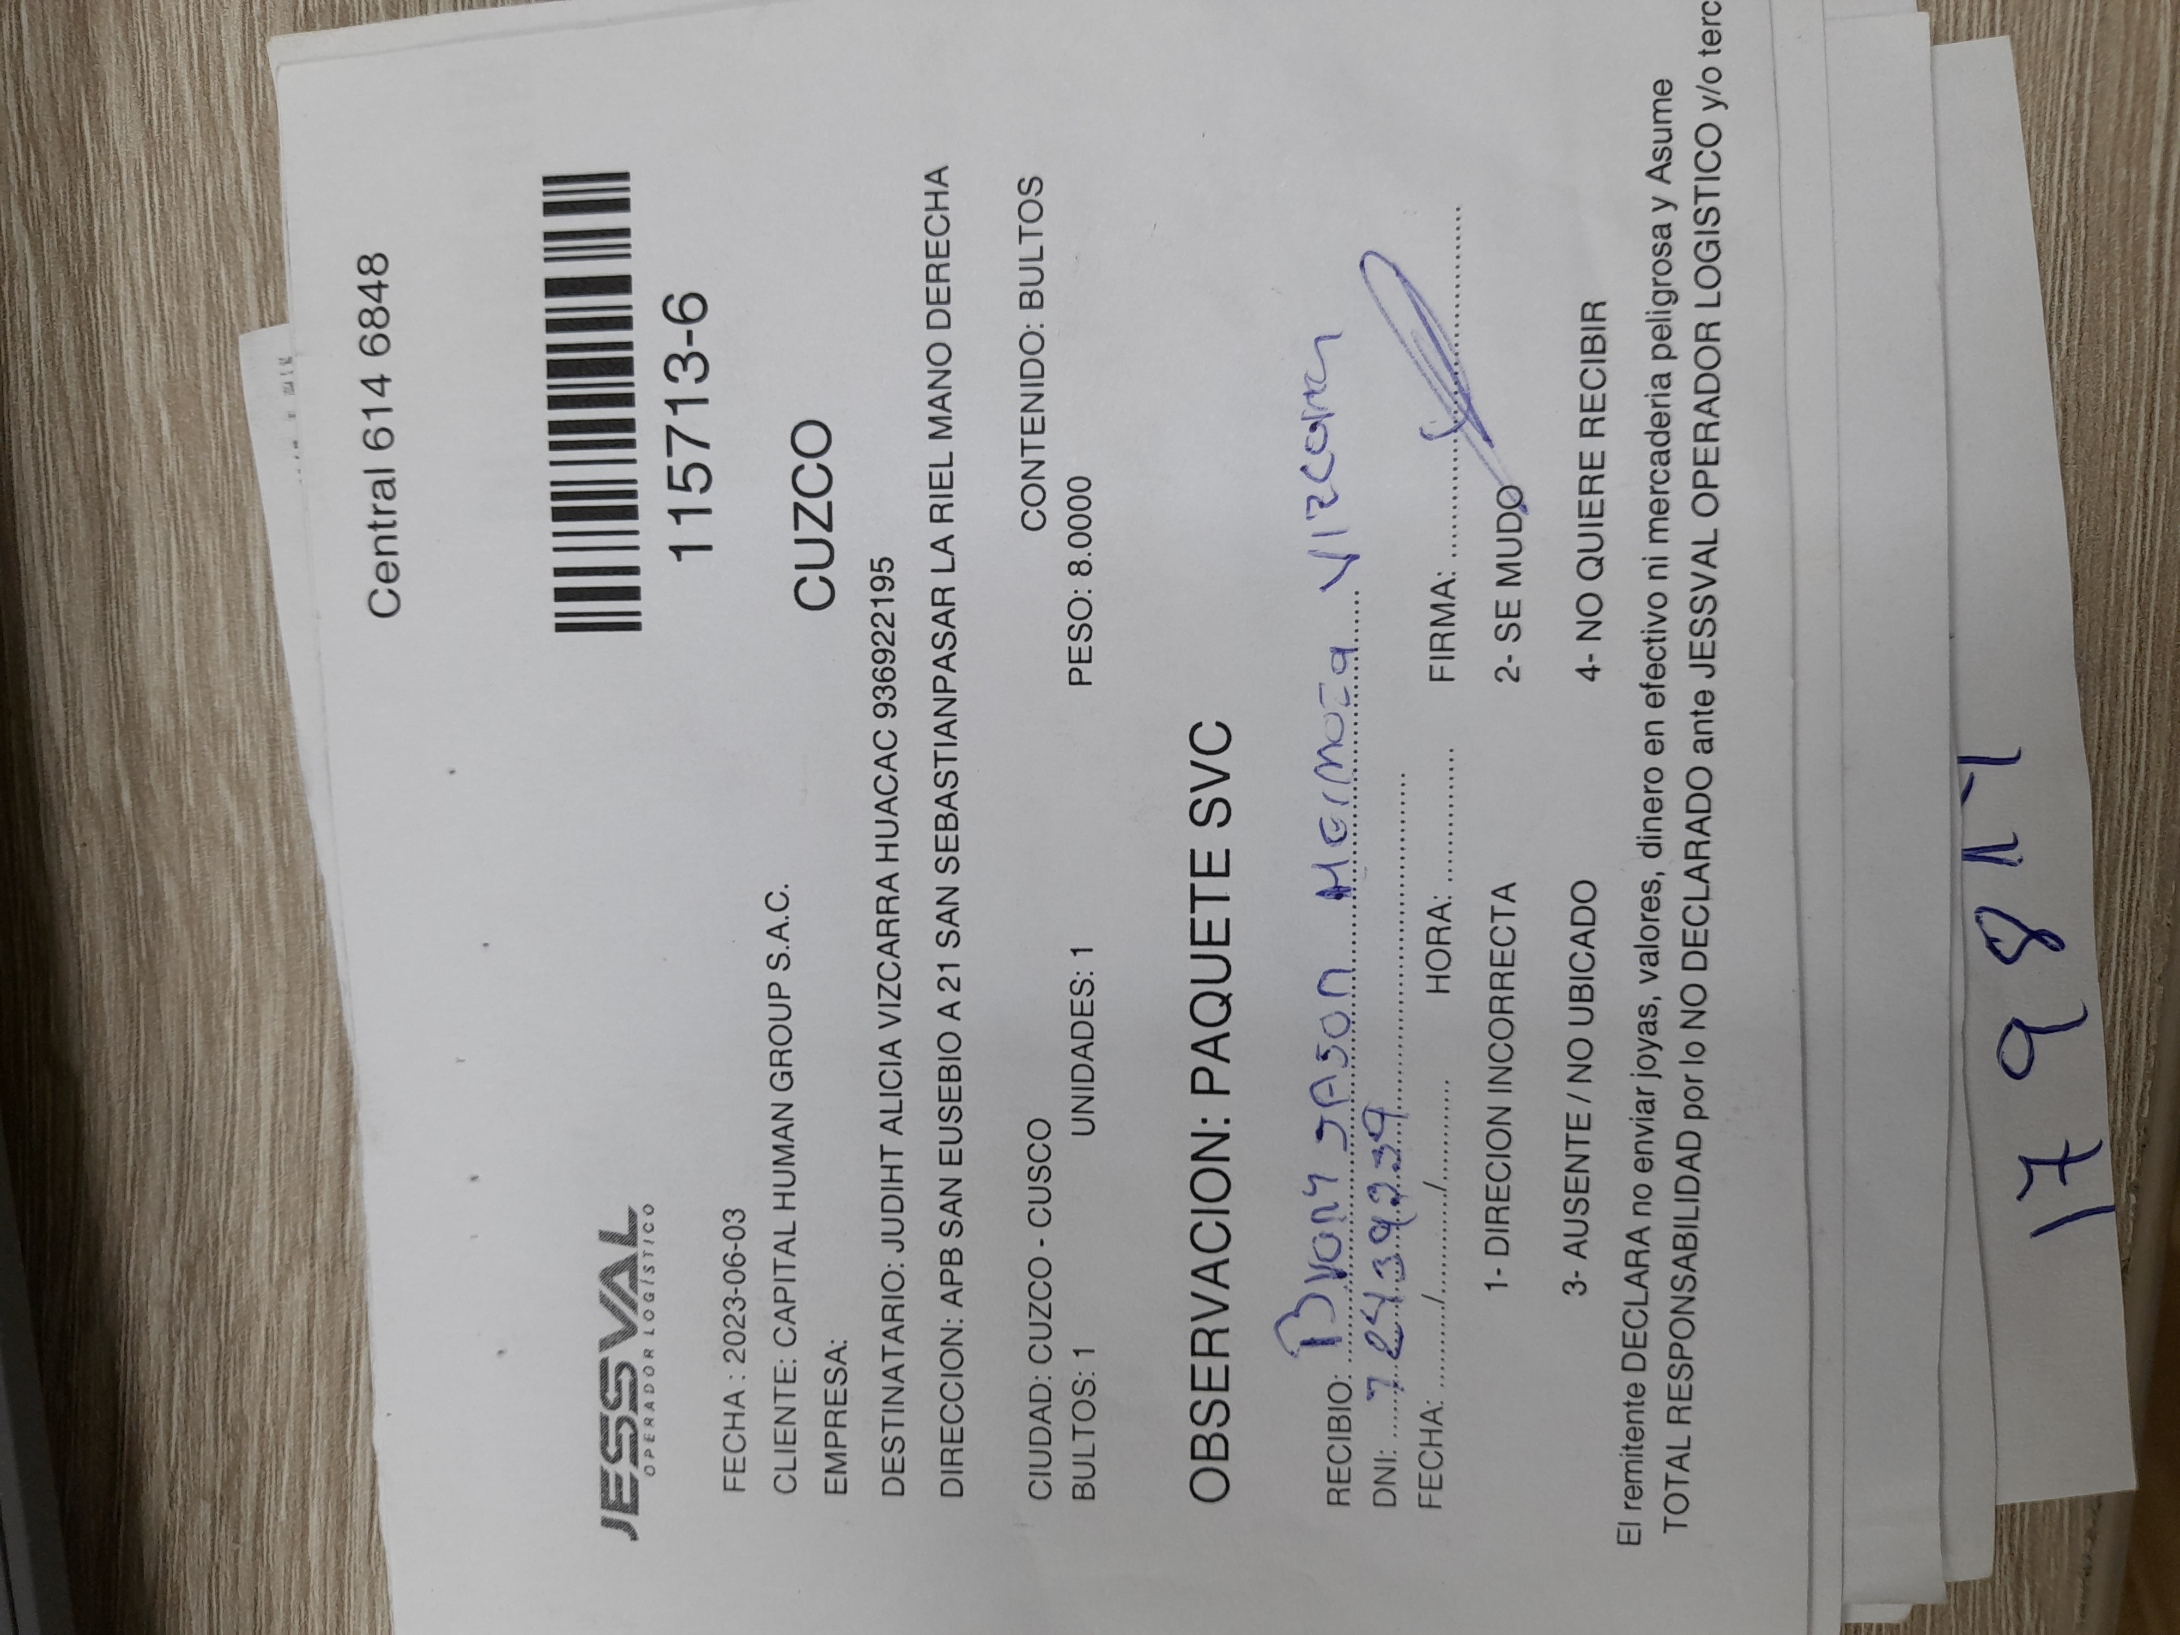 Central 614 6848
JESSVAL
OPERADOR LOGÍSTICO
115713-6
FECHA : 2023-06-03
CLIENTE: CAPITAL HUMAN GROUP S.A.C.
EMPRESA:
CUZCO
DESTINATARIO: JUDIHT ALICIA VIZCARRA HUACAC 936922195
DIRECCION: APB SAN EUSEBIO A 21 SAN SEBASTIANPASAR LA RIEL MANO DERECHA
CIUDAD: CUZCO - CUSCO CONTENIDO: BULTOS
BULTOS: 1 UNIDADES: 1 PESO: 8.0000
OBSERVACION: PAQUETE SVC
RECIBIO: JASON Hermoza
DNI: 72439239
FECHA: ........./.........../.......... HORA: ............. FIRMA: ..............................
1- DIRECION INCORRECTA 2- SE MUDO
3- AUSENTE / NO UBICADO 4- NO QUIERE RECIBIR
El remitente DECLARA no enviar joyas, valores, dinero en efectivo ni mercaderia peligrosa y Asume
TOTAL RESPONSABILIDAD por lo NO DECLARADO ante JESSVAL OPERADOR LOGISTICO y/o terc